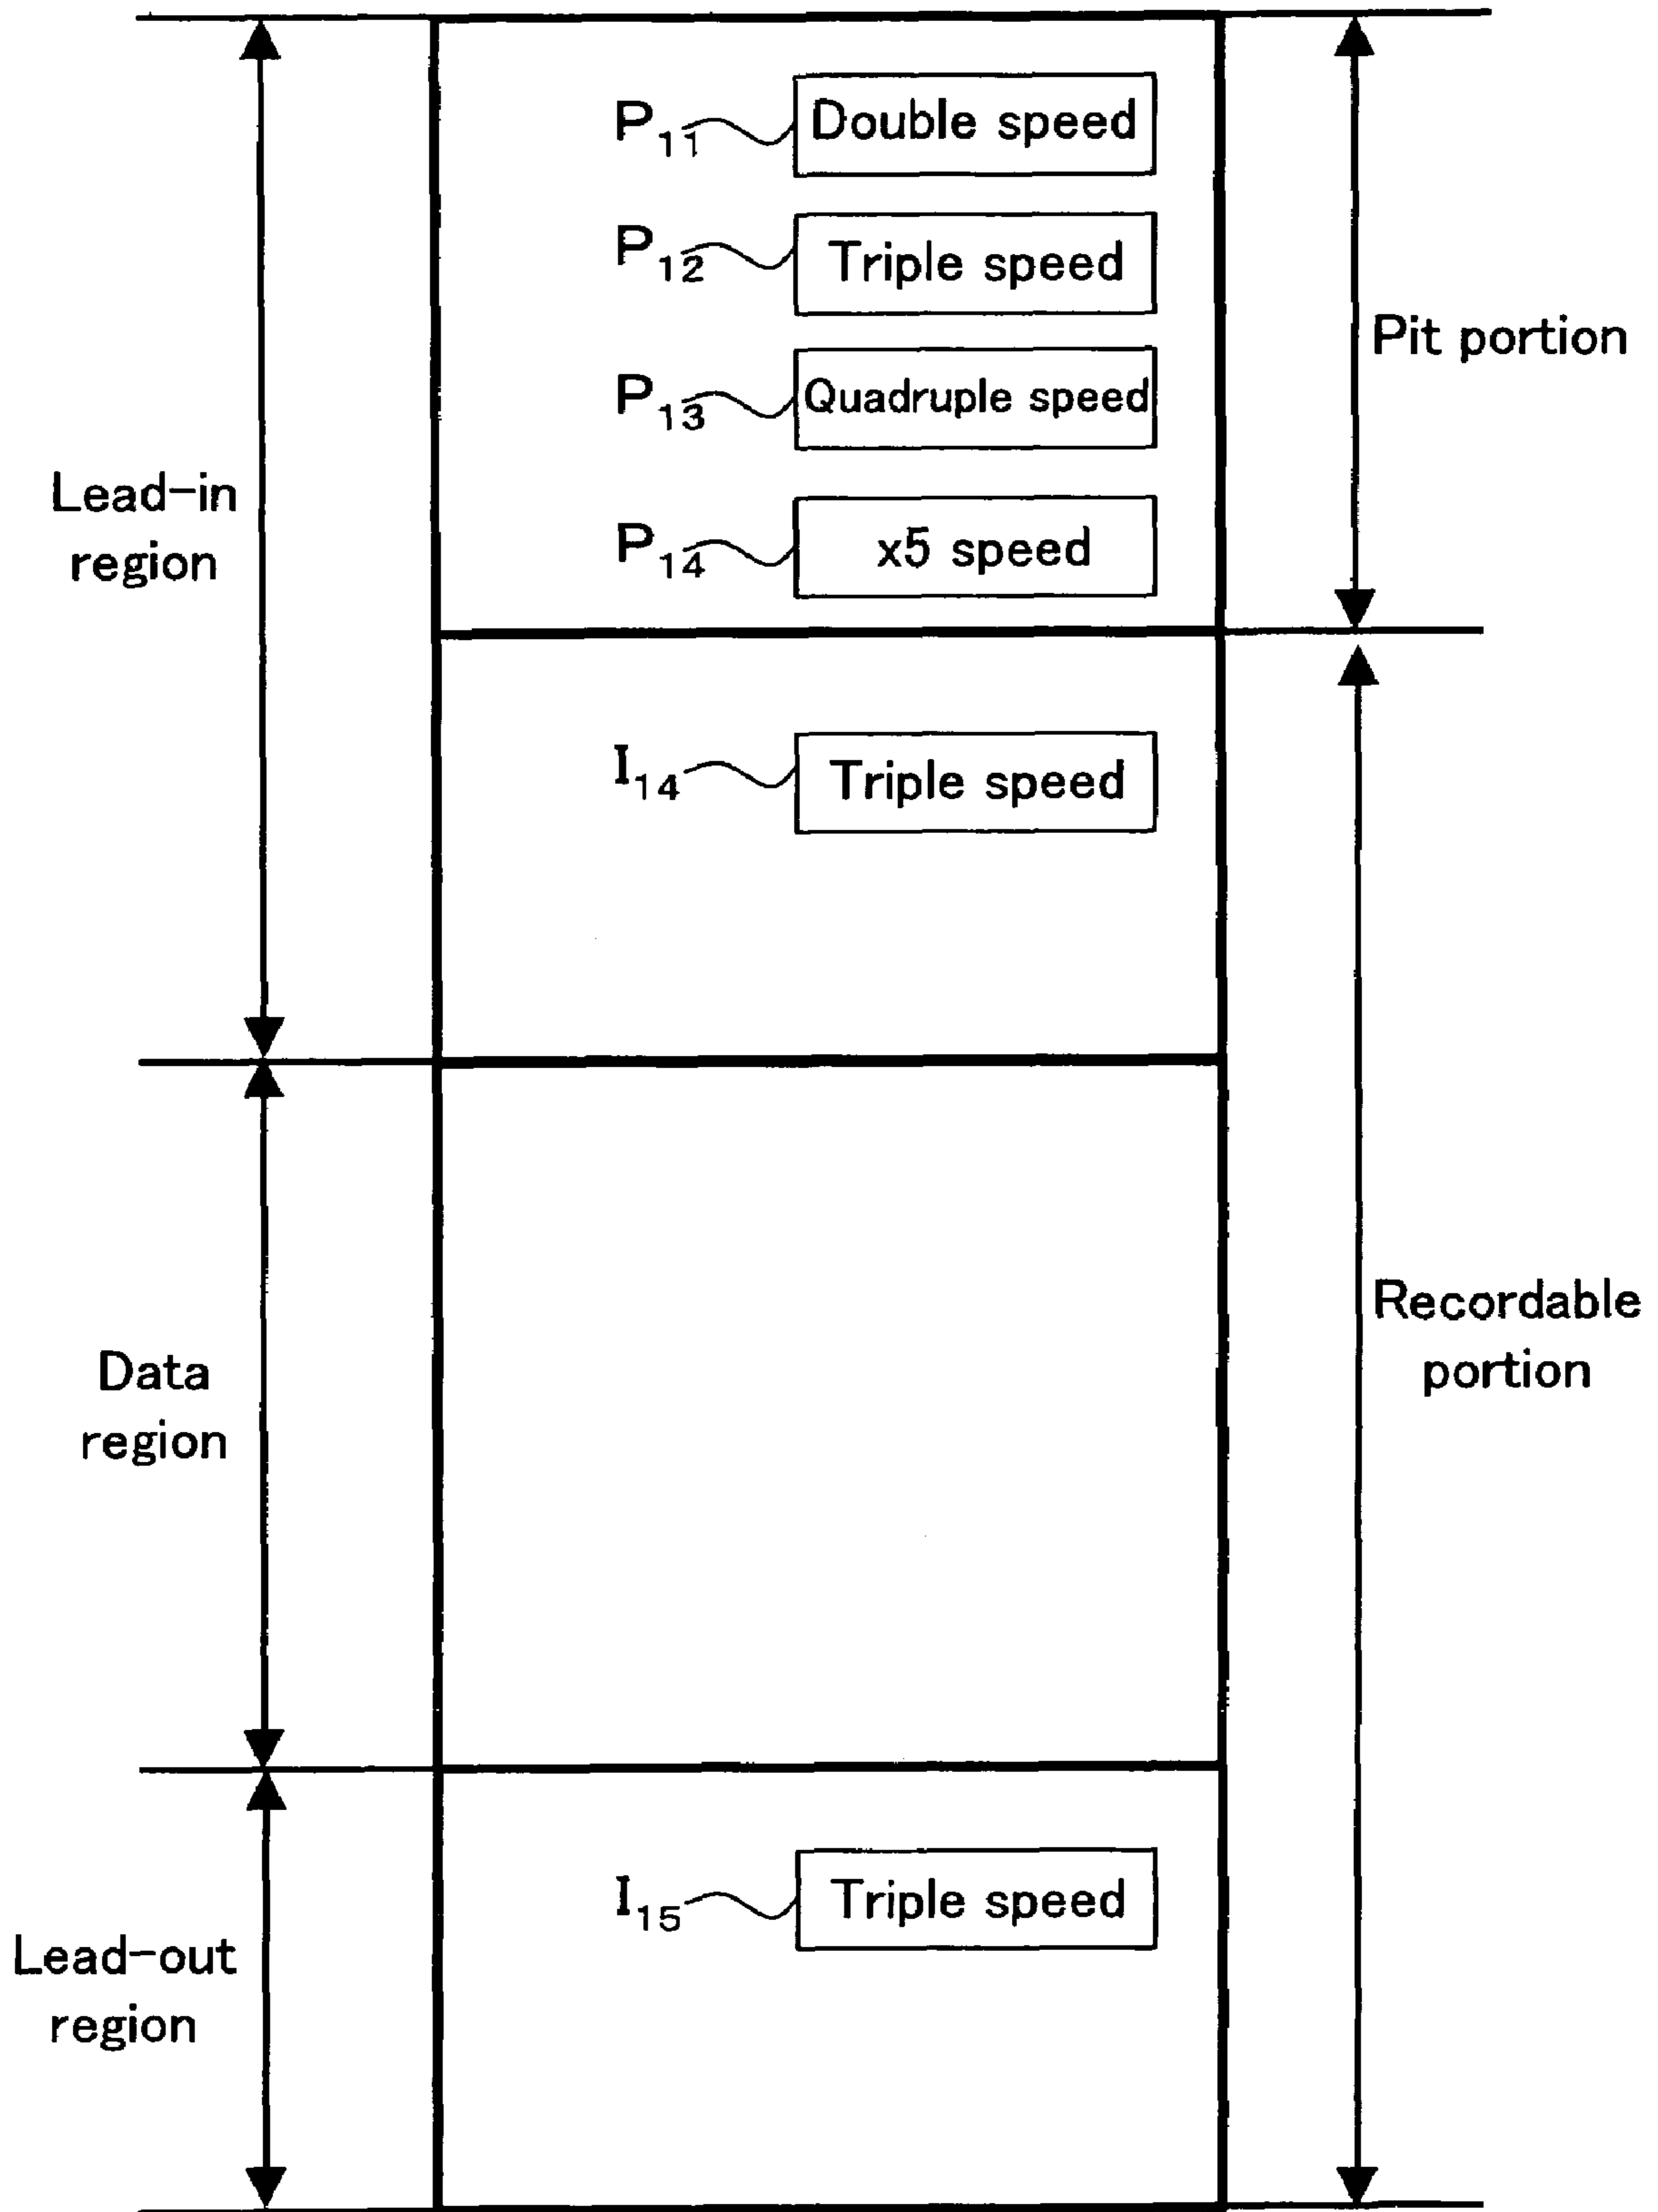 P11 Double speed
P12 Triple speed
Pit portion
P13 Quadruple speed
Lead-in
region
P14 x5 speed
I14 Triple speed
Recordable
portion
Data
region
I15 Triple speed
Lead-out
region